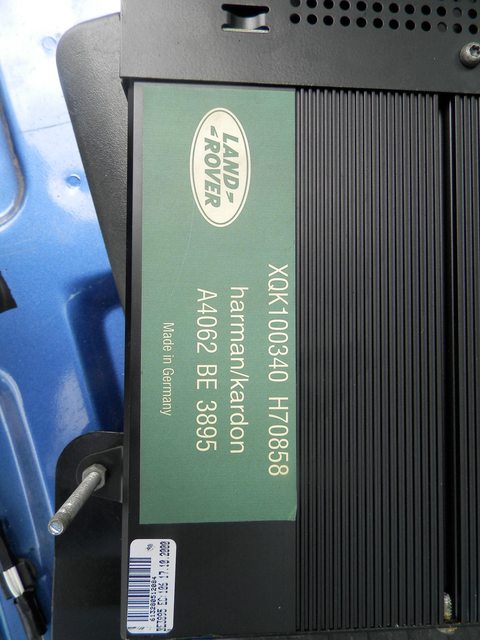 LAND-
-ROVER
XQK100340 H70858
harman/kardon
A4062 BE 3895
Made in Germany